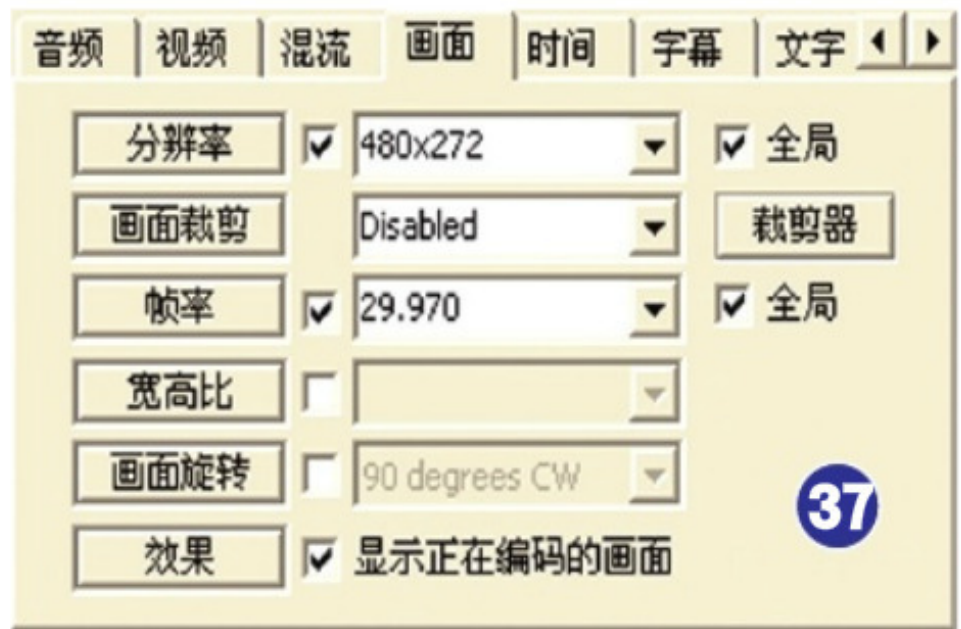 音频 视频 混流 画面 时间 字幕 文字
分辨率 480x272 全局
画面裁剪 Disabled 裁剪器
帧率 29.970 全局
宽高比
画面旋转 90 degrees CW
效果 显示正在编码的画面
37